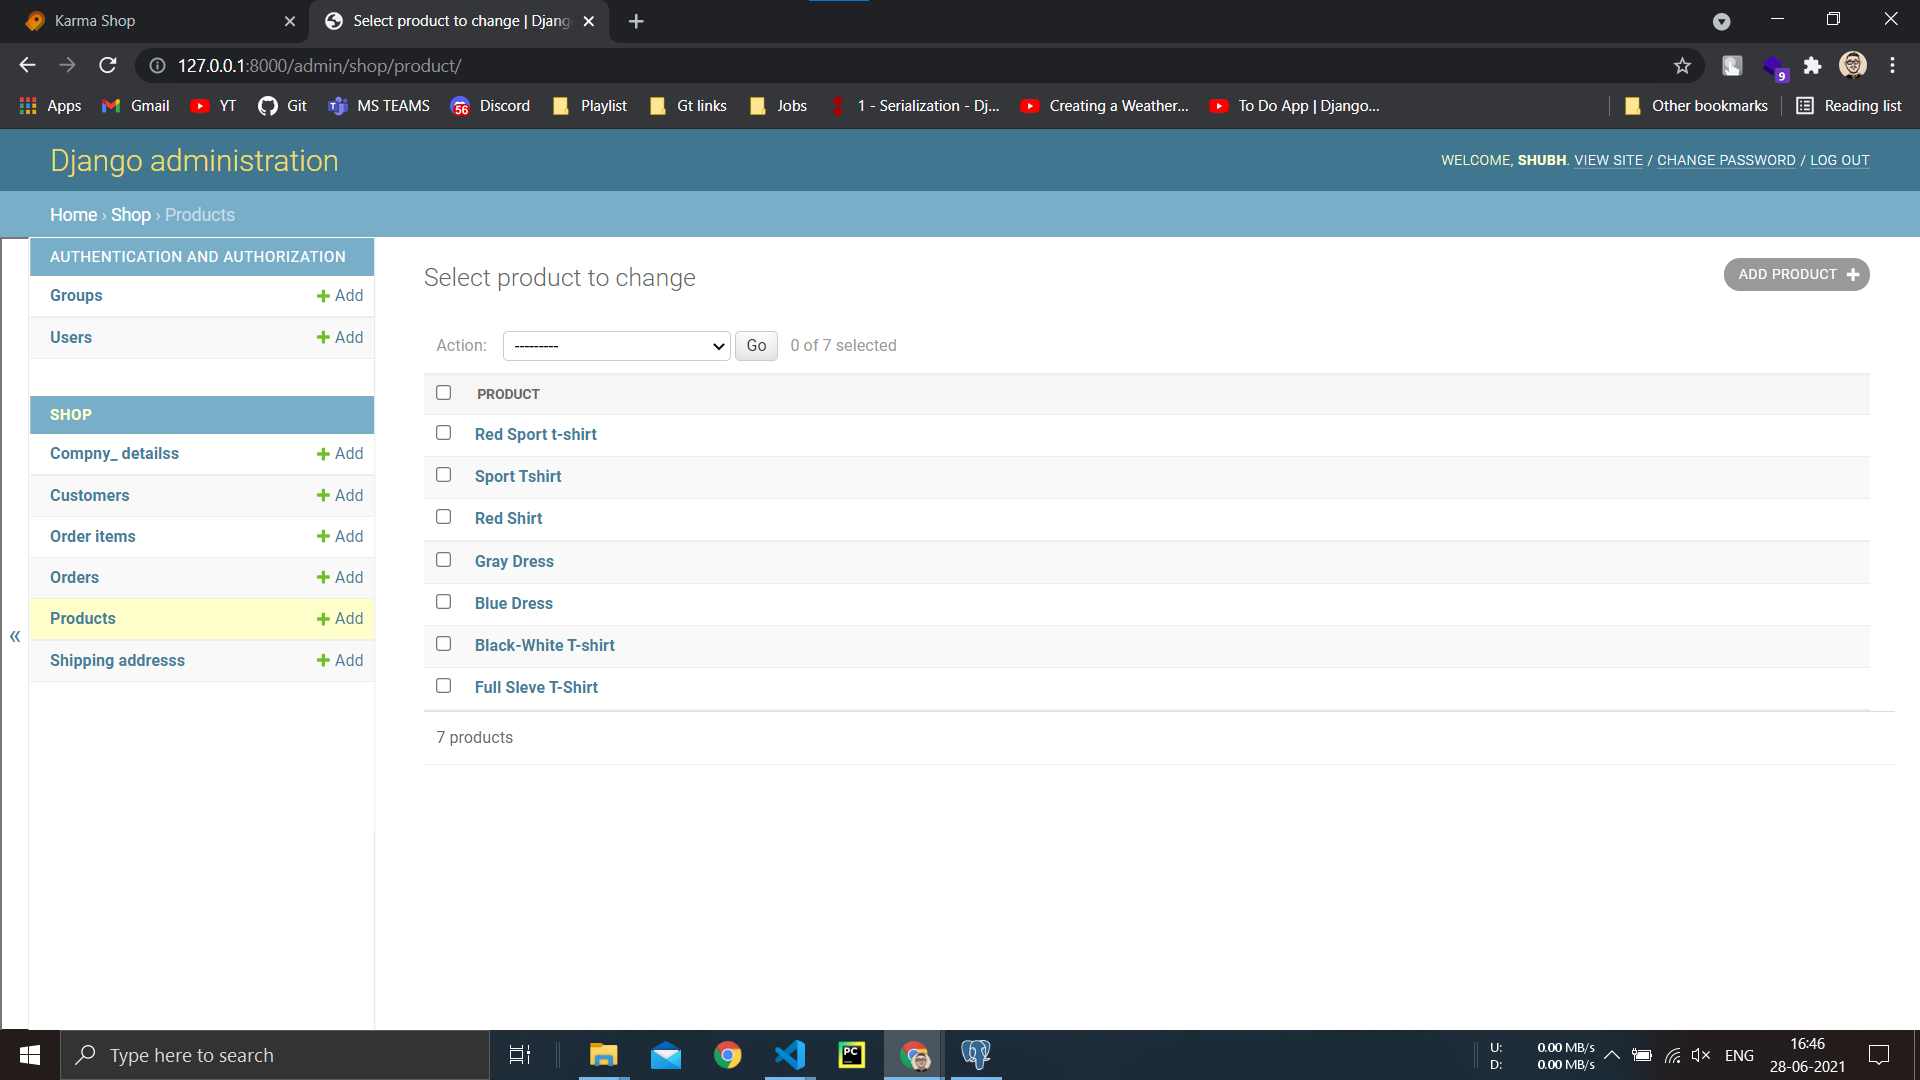 Karma Shop
Select product to change | Djang
127.0.0.1:8000/admin/shop/product/
9
Apps
Gmail
YT
Git
MS TEAMS
56
Discord
Playlist
Gt links
Jobs
1 - Serialization - Dj...
Creating a Weather...
To Do App | Django...
Other bookmarks
Reading list
Django administration
WELCOME, SHUBH. VIEW SITE / CHANGE PASSWORD / LOG OUT
Home › Shop › Products
AUTHENTICATION AND AUTHORIZATION
Groups + Add
Users + Add
SHOP
Compny_ detailss + Add
Customers + Add
Order items + Add
Orders + Add
Products + Add
Shipping addresss + Add
«
Select product to change
ADD PRODUCT +
Action: --------- Go 0 of 7 selected
PRODUCT
Red Sport t-shirt
Sport Tshirt
Red Shirt
Gray Dress
Blue Dress
Black-White T-shirt
Full Sleve T-Shirt
7 products
Type here to search
PC
U: 0.00 MB/s
D: 0.00 MB/s
ENG
16:46
28-06-2021